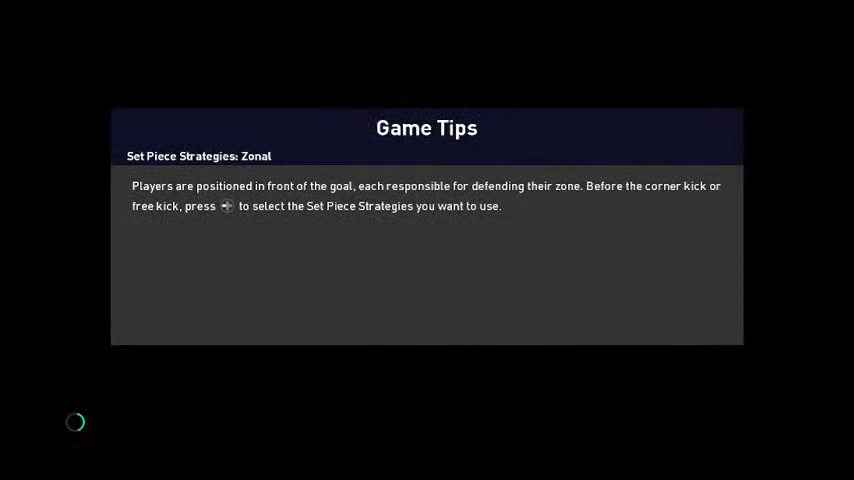 Game Tips
Set Piece Strategies: Zonal
Players are positioned in front of the goal, each responsible for defending their zone. Before the corner kick or
free kick, press to select the Set Piece Strategies you want to use.